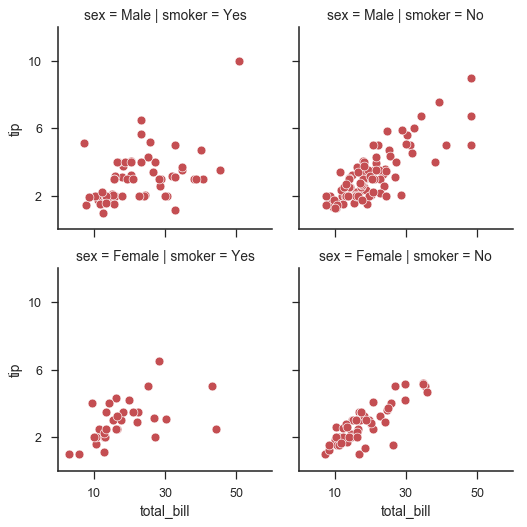 sex = Male | smoker = Yes
sex = Male | smoker = No
10
6
2
tip
sex = Female | smoker = Yes
sex = Female | smoker = No
10
6
2
tip
10 30 50
10 30 50
total_bill
total_bill